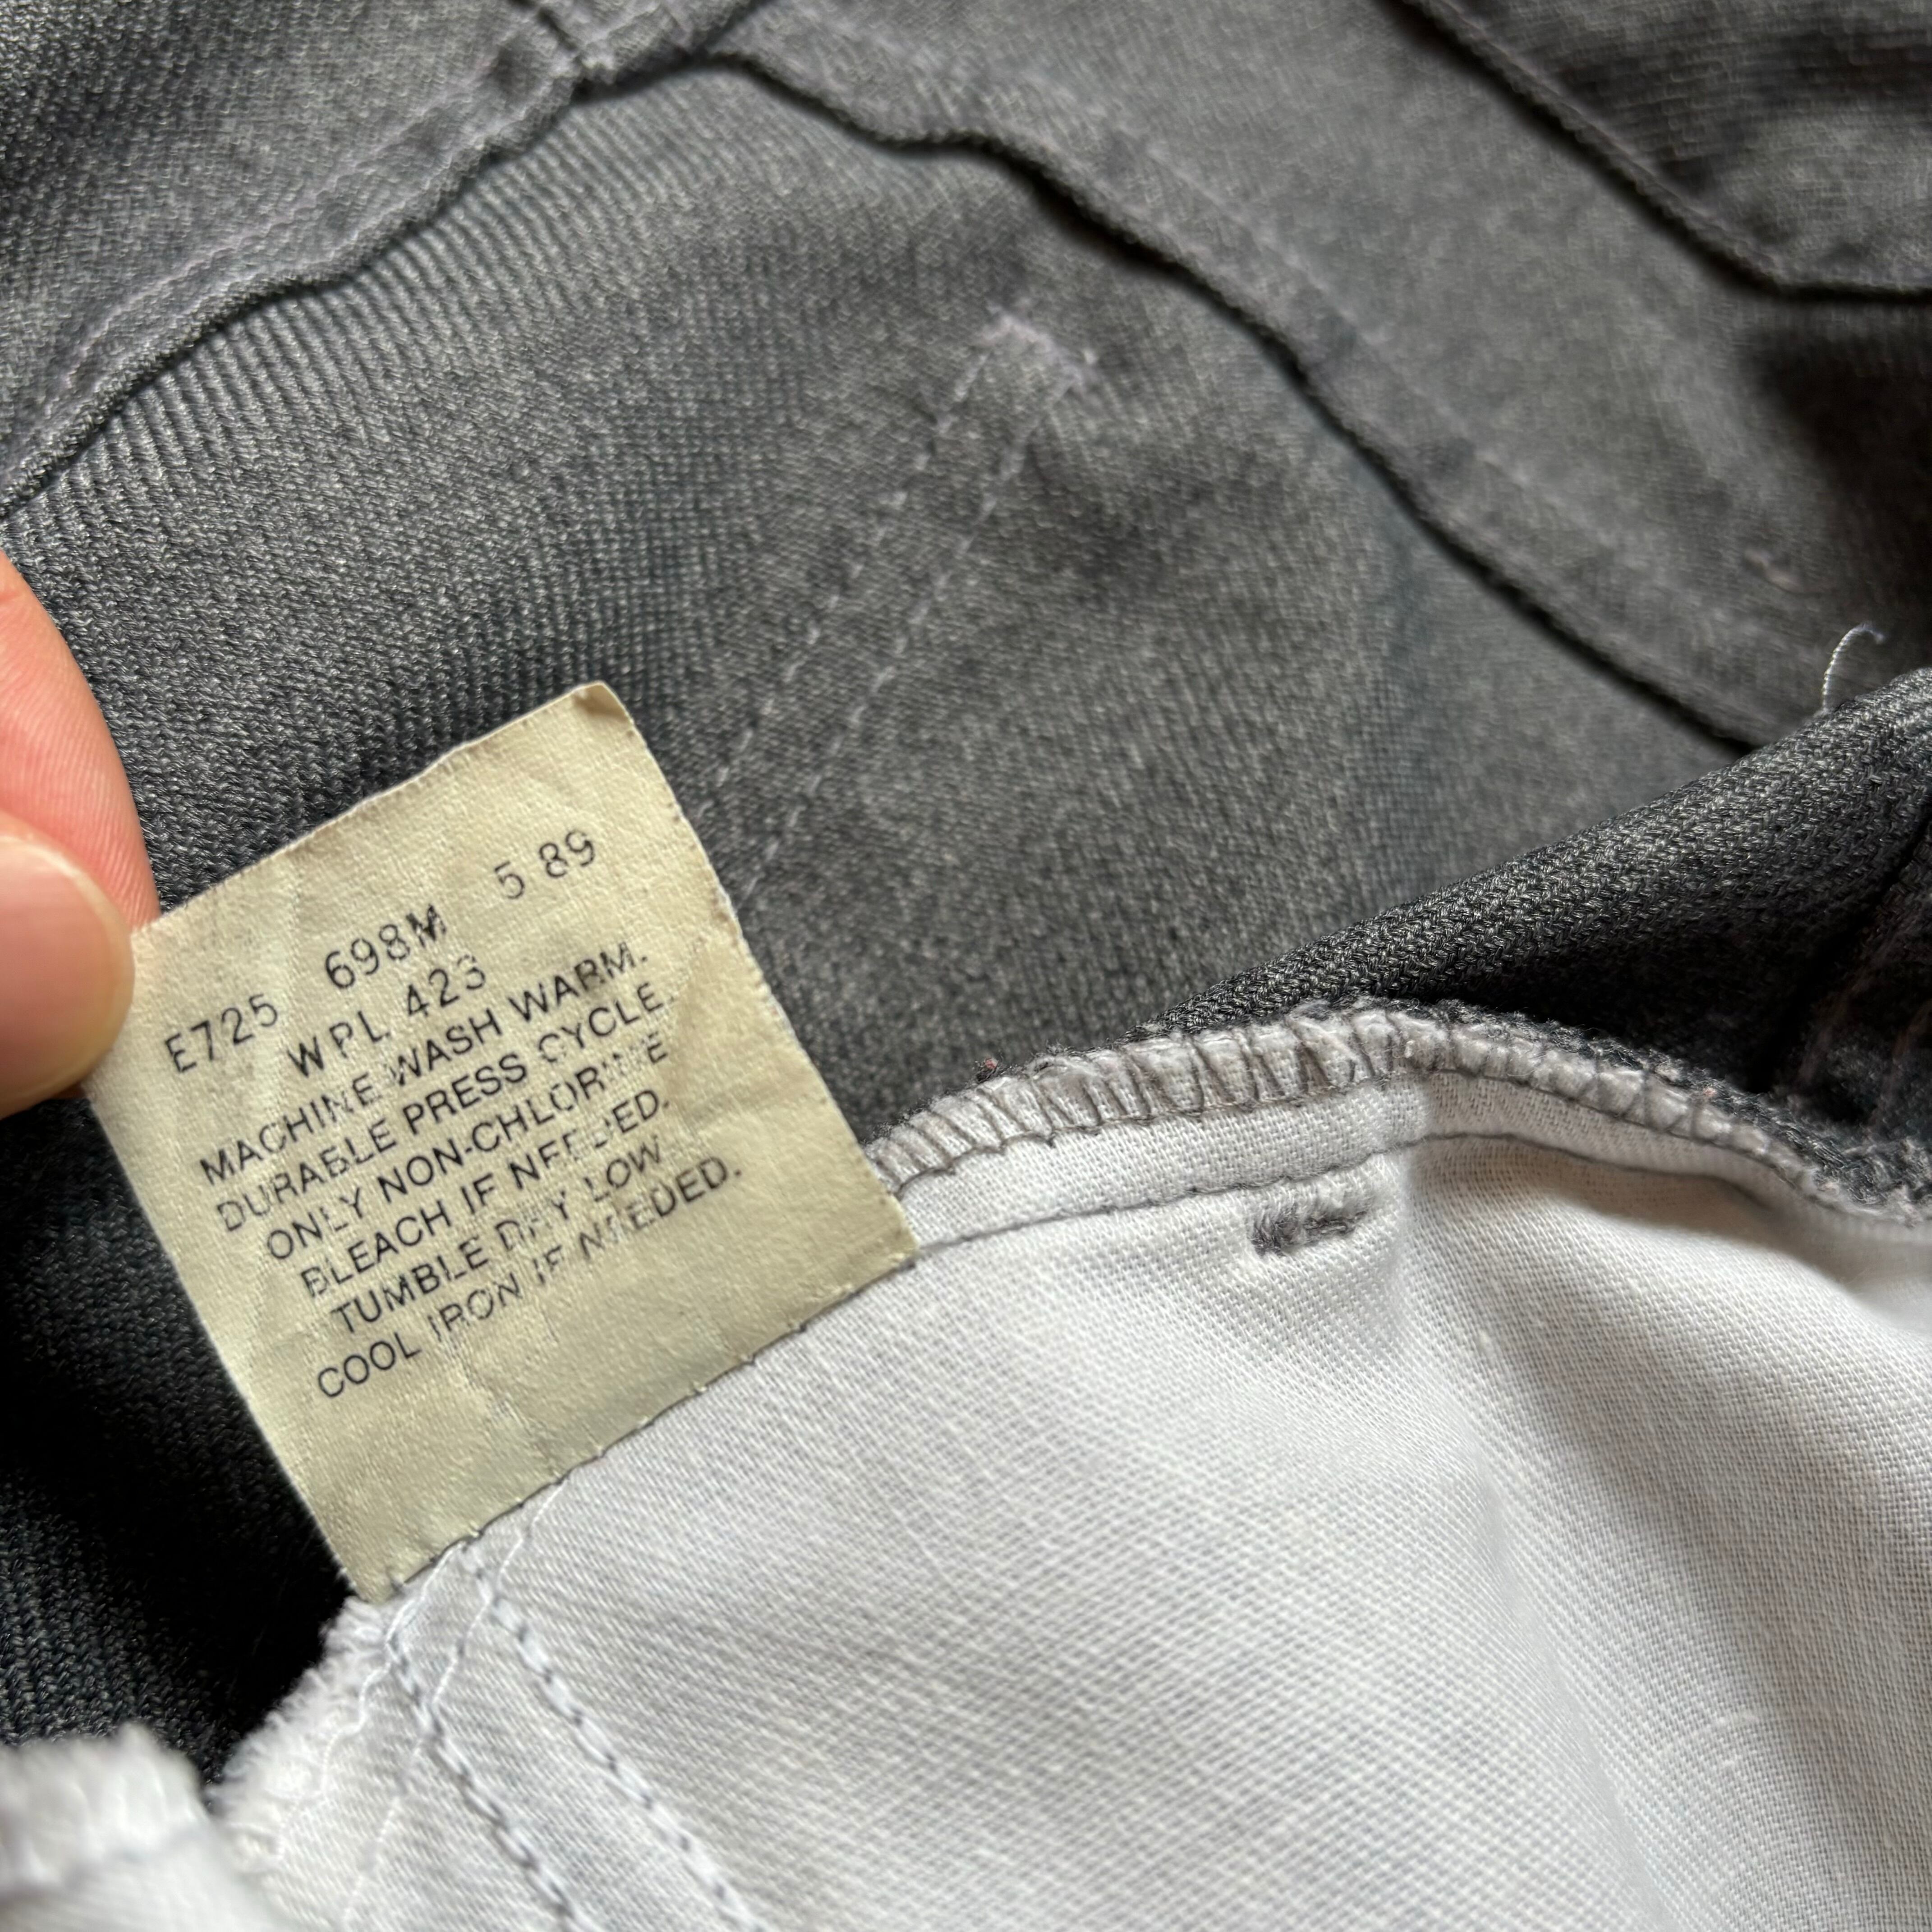 E725 698M 5 89
WPL 423
MACHINE WASH WARM.
DURABLE PRESS CYCLE.
ONLY NON-CHLORINE
BLEACH IF NEEDED.
TUMBLE DRY LOW
COOL IRON IF NEEDED.